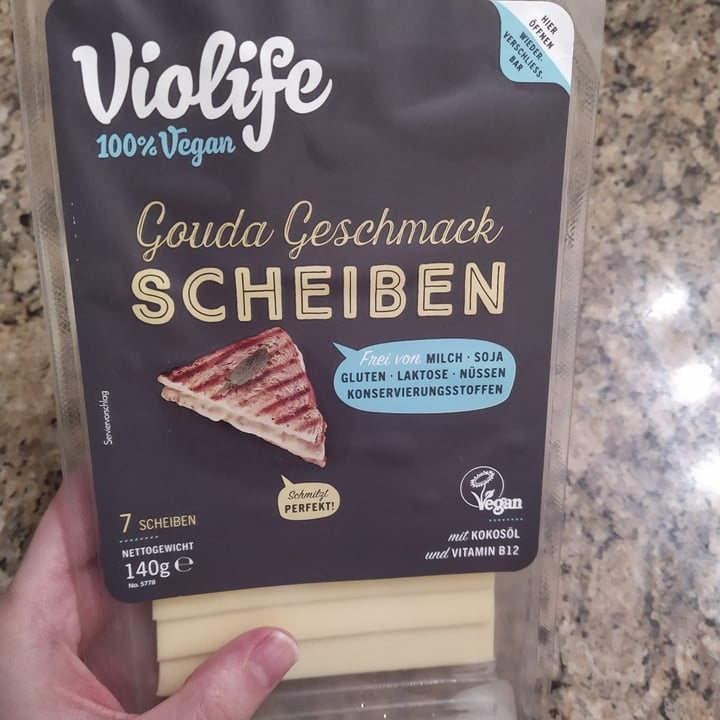 HIER
ÖFFNEN
WIEDER-
VERSCHLIESS-
BAR
Violife
100% Vegan
Gouda Geschmack
SCHEIBEN
Frei von MILCH · SOJA
GLUTEN · LAKTOSE · NÜSSEN
KONSERVIERUNGSSTOFFEN
Serviervorschlag
Schmilzt
PERFEKT!
Vegan
7 SCHEIBEN
NETTOGEWICHT
140g ℮
No. 5778
mit KOKOSÖL
und VITAMIN B12